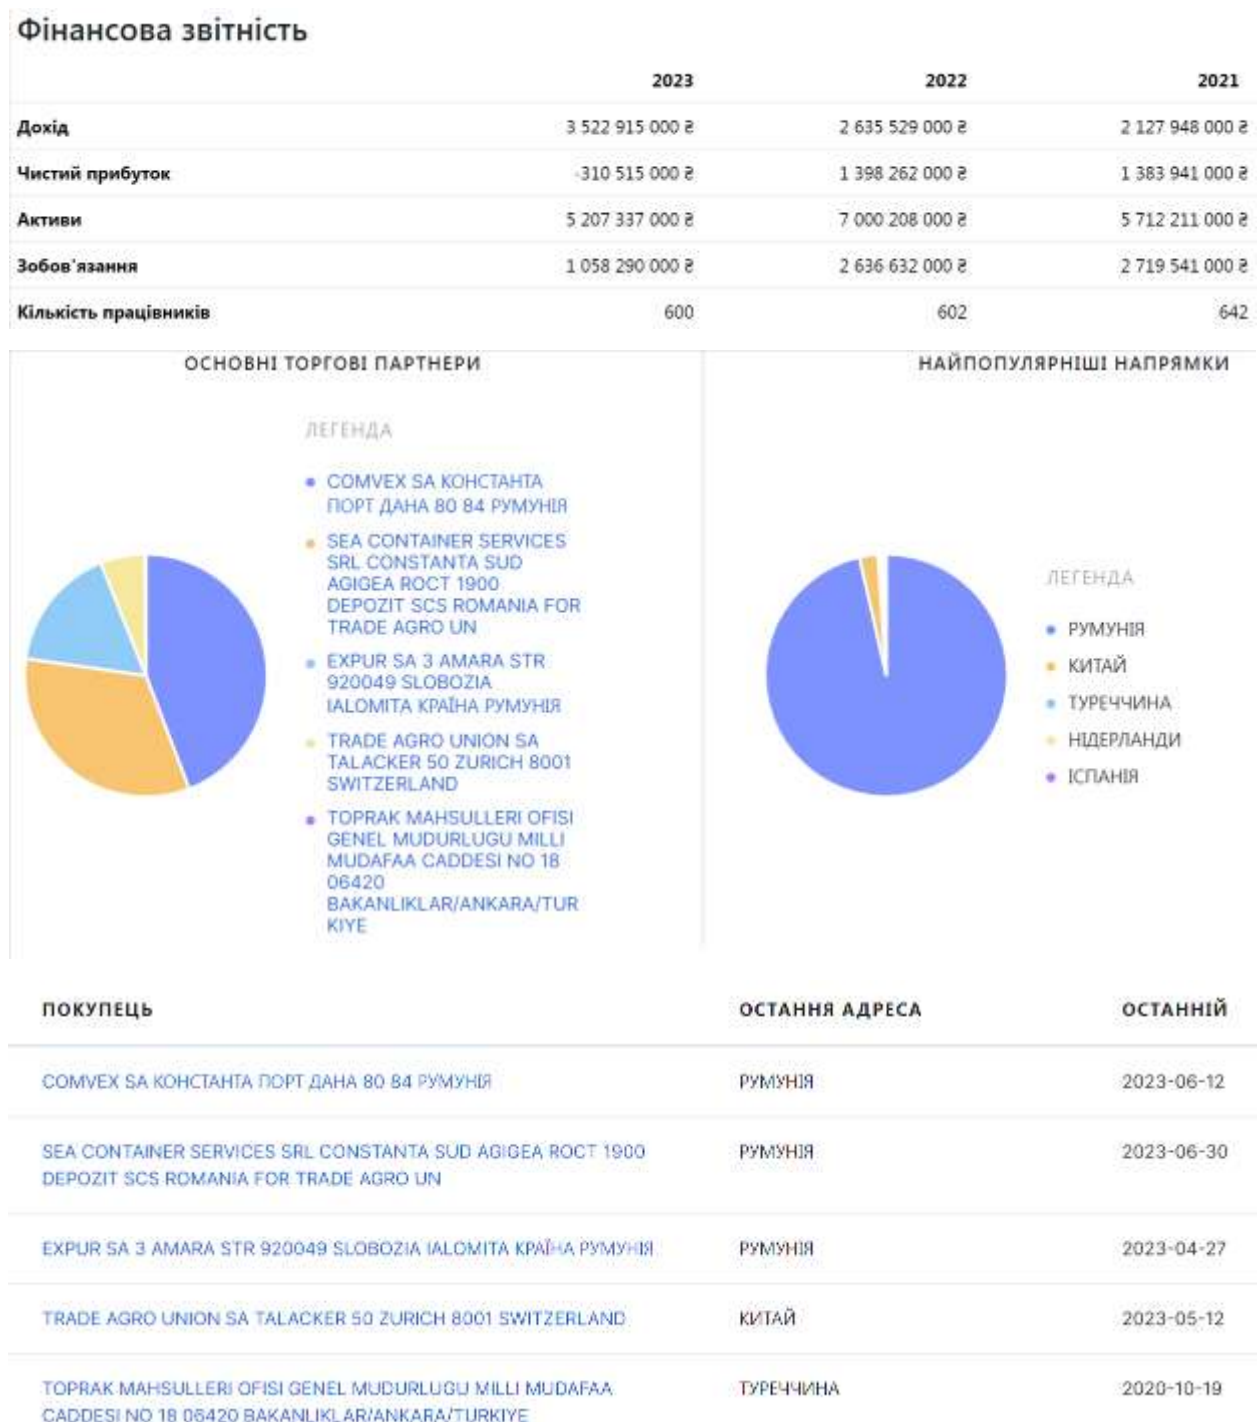 Фінансова звітність
2023 2022 2021
Дохід 3 522 915 000 ₴ 2 635 529 000 ₴ 2 127 948 000 ₴
Чистий прибуток -310 515 000 ₴ 1 398 262 000 ₴ 1 383 941 000 ₴
Активи 5 207 337 000 ₴ 7 000 208 000 ₴ 5 712 211 000 ₴
Зобов'язання 1 058 290 000 ₴ 2 636 632 000 ₴ 2 719 541 000 ₴
Кількість працівників 600 602 642
ОСНОВНІ ТОРГОВІ ПАРТНЕРИ
ЛЕГЕНДА
COMVEX SA КОНСТАНТА
ПОРТ ДАНА 80 84 РУМУНІЯ
SEA CONTAINER SERVICES
SRL CONSTANTA SUD
AGIGEA ROCT 1900
DEPOZIT SCS ROMANIA FOR
TRADE AGRO UN
EXPUR SA 3 AMARA STR
920049 SLOBOZIA
IALOMITA КРАЇНА РУМУНІЯ
TRADE AGRO UNION SA
TALACKER 50 ZURICH 8001
SWITZERLAND
TOPRAK MAHSULLERI OFISI
GENEL MUDURLUGU MILLI
MUDAFAA CADDESI NO 18
06420
BAKANLIKLAR/ANKARA/TUR
KIYE
НАЙПОПУЛЯРНІШІ НАПРЯМКИ
ЛЕГЕНДА
РУМУНІЯ
КИТАЙ
ТУРЕЧЧИНА
НІДЕРЛАНДИ
ІСПАНІЯ
ПОКУПЕЦЬ ОСТАННЯ АДРЕСА ОСТАННІЙ
COMVEX SA КОНСТАНТА ПОРТ ДАНА 80 84 РУМУНІЯ РУМУНІЯ 2023-06-12
SEA CONTAINER SERVICES SRL CONSTANTA SUD AGIGEA ROCT 1900 РУМУНІЯ 2023-06-30
DEPOZIT SCS ROMANIA FOR TRADE AGRO UN
EXPUR SA 3 AMARA STR 920049 SLOBOZIA IALOMITA КРАЇНА РУМУНІЯ РУМУНІЯ 2023-04-27
TRADE AGRO UNION SA TALACKER 50 ZURICH 8001 SWITZERLAND КИТАЙ 2023-05-12
TOPRAK MAHSULLERI OFISI GENEL MUDURLUGU MILLI MUDAFAA ТУРЕЧЧИНА 2020-10-19
CADDESI NO 18 06420 BAKANLIKLAR/ANKARA/TURKIYE